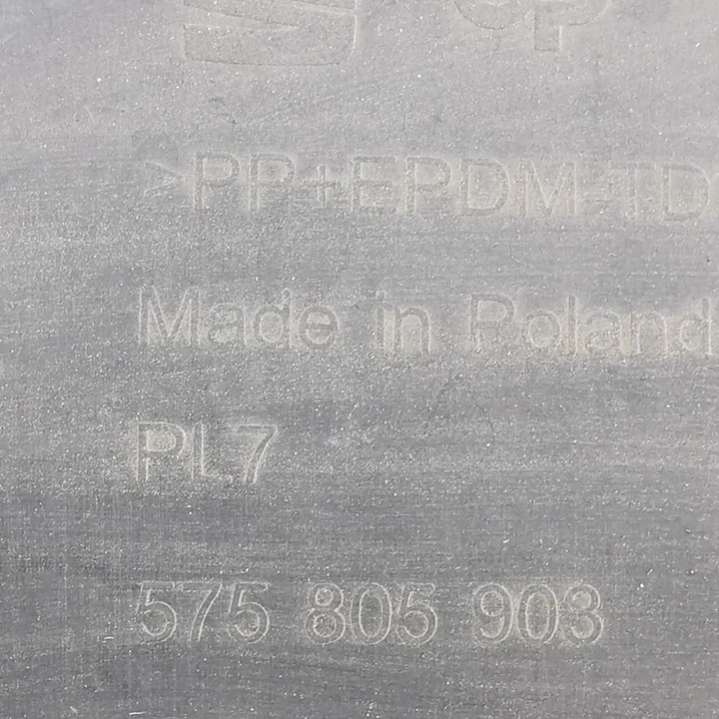 >PP+EPDM-TD
Made in Poland
PL7
575 805 903